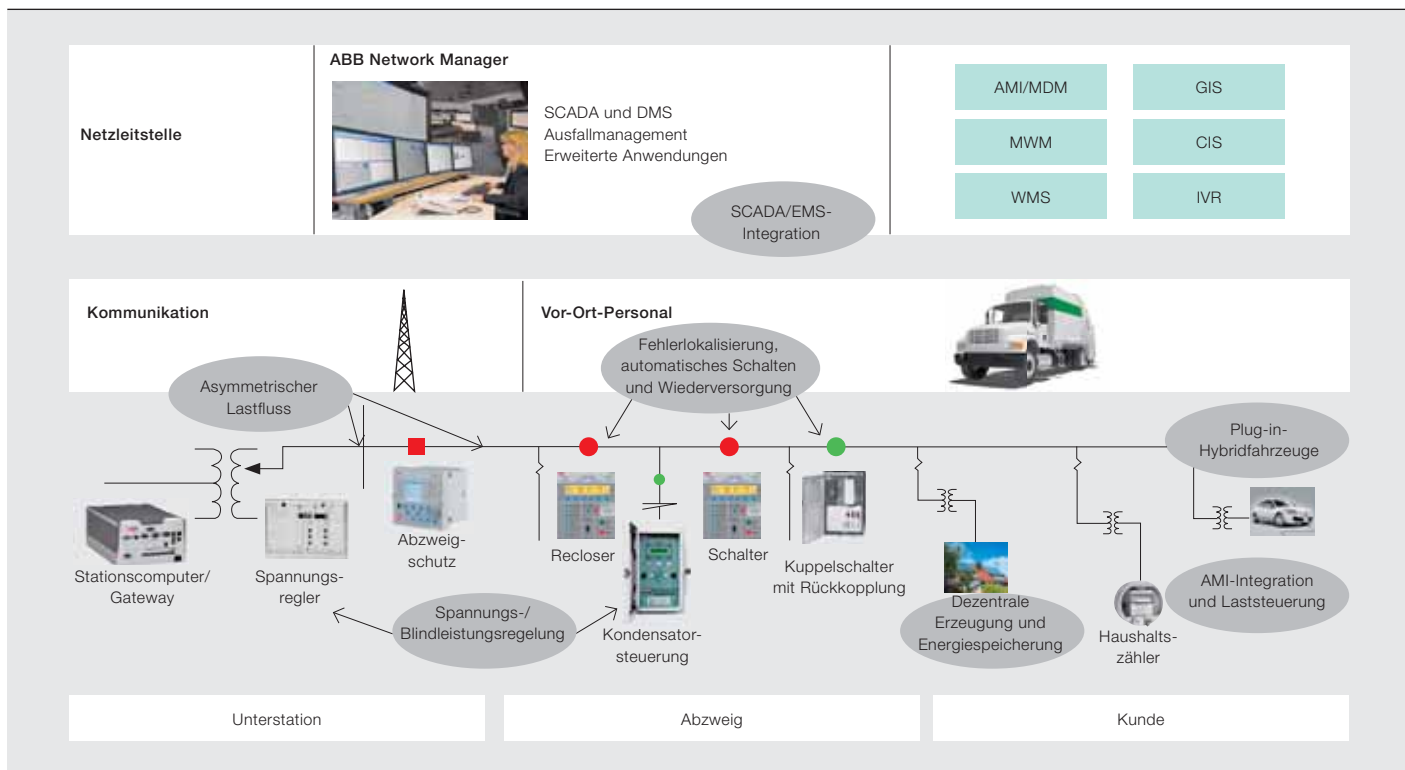 ABB Network Manager
Netzleitstelle
SCADA und DMS
Ausfallmanagement
Erweiterte Anwendungen
SCADA/EMS-
Integration
AMI/MDM
GIS
MWM
CIS
WMS
IVR
Kommunikation
Vor-Ort-Personal
Fehlerlokalisierung,
automatisches Schalten
und Wiederversorgung
Asymmetrischer
Lastfluss
Plug-in-
Hybridfahrzeuge
Stationscomputer/
Gateway
Spannungs-
regler
Abzweig-
schutz
Recloser
Schalter
Kuppelschalter
mit Rückkopplung
Spannungs-/
Blindleistungsregelung
Kondensator-
steuerung
Dezentrale
Erzeugung und
Energiespeicherung
Haushalts-
zähler
AMI-Integration
und Laststeuerung
Unterstation
Abzweig
Kunde